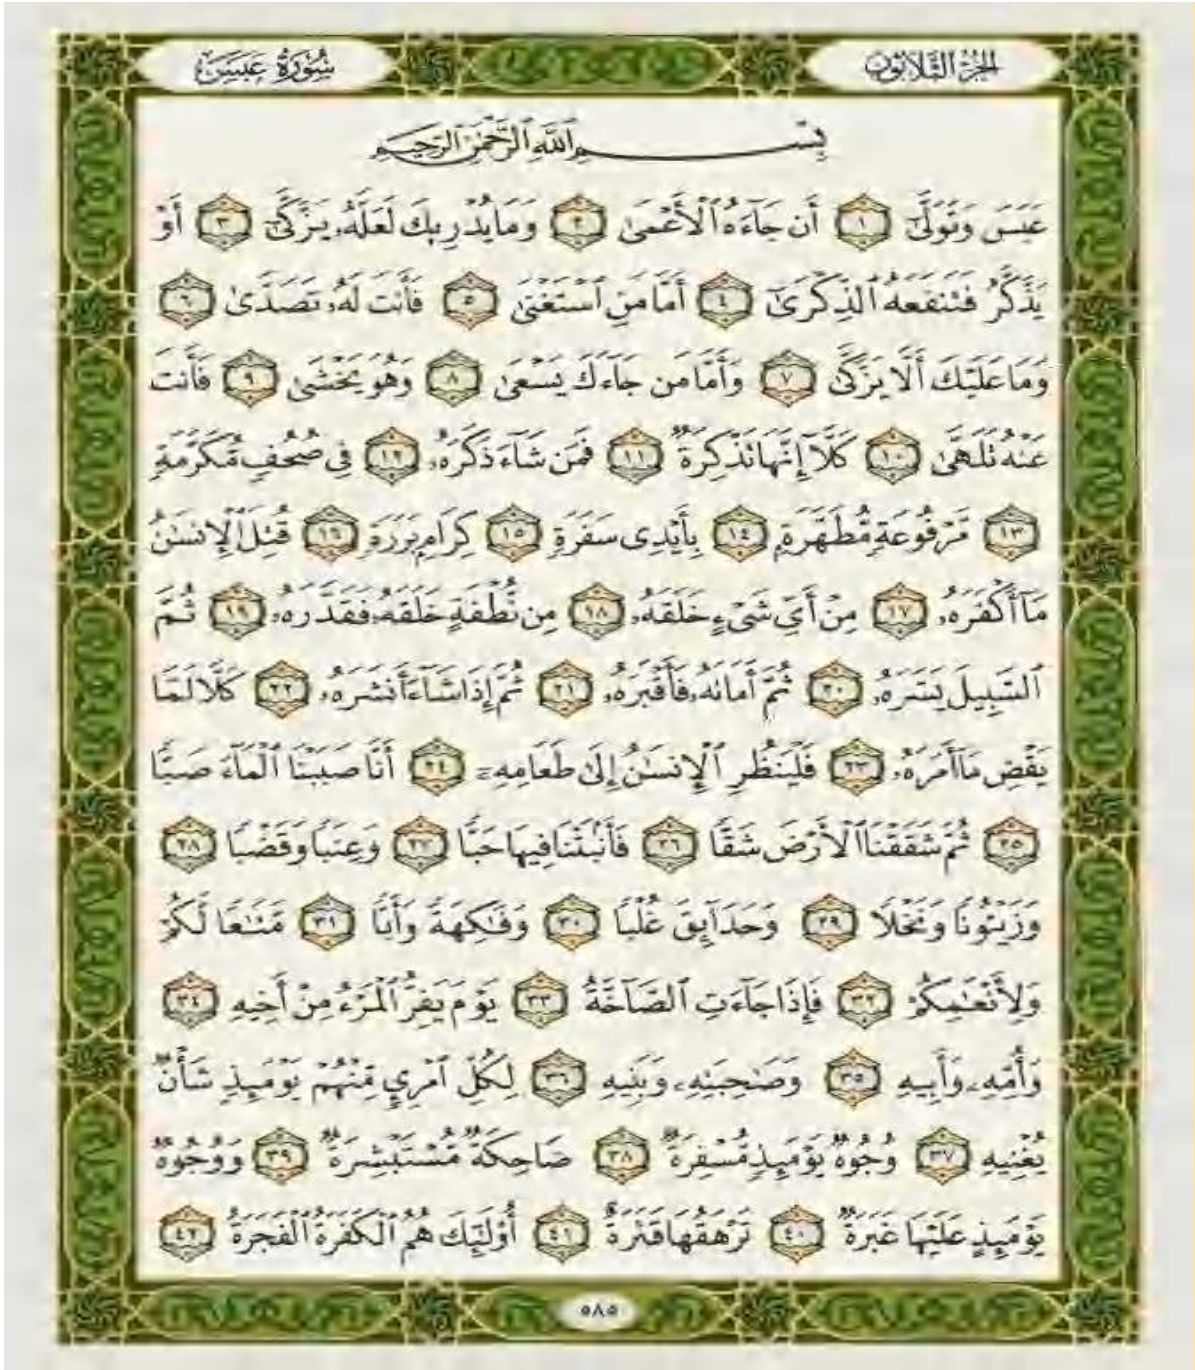 الجزء الثلاثون
سورة عبس
بِسْمِ ٱللَّهِ ٱلرَّحْمَٰنِ ٱلرَّحِيمِ
عَبَسَ وَتَوَلَّىٰٓ ١ أَن جَآءَهُ ٱلْأَعْمَىٰ ٢ وَمَا يُدْرِيكَ لَعَلَّهُۥ يَزَّكَّىٰٓ ٣ أَوْ
يَذَّكَّرُ فَتَنفَعَهُ ٱلذِّكْرَىٰٓ ٤ أَمَّا مَنِ ٱسْتَغْنَىٰ ٥ فَأَنتَ لَهُۥ تَصَدَّىٰ ٦
وَمَا عَلَيْكَ أَلَّا يَزَّكَّىٰ ٧ وَأَمَّا مَن جَآءَكَ يَسْعَىٰ ٨ وَهُوَ يَخْشَىٰ ٩ فَأَنتَ
عَنْهُ تَلَهَّىٰ ١٠ كَلَّآ إِنَّهَا تَذْكِرَةٌ ١١ فَمَن شَآءَ ذَكَرَهُۥ ١٢ فِى صُحُفٍ مُّكَرَّمَةٍ
١٣ مَّرْفُوعَةٍ مُّطَهَّرَةٍۭ ١٤ بِأَيْدِى سَفَرَةٍ ١٥ كِرَامٍۭ بَرَرَةٍ ١٦ قُتِلَ ٱلْإِنسَٰنُ
مَآ أَكْفَرَهُۥ ١٧ مِنْ أَىِّ شَىْءٍ خَلَقَهُۥ ١٨ مِن نُّطْفَةٍ خَلَقَهُۥ فَقَدَّرَهُۥ ١٩ ثُمَّ
ٱلسَّبِيلَ يَسَّرَهُۥ ٢٠ ثُمَّ أَمَاتَهُۥ فَأَقْبَرَهُۥ ٢١ ثُمَّ إِذَا شَآءَ أَنشَرَهُۥ ٢٢ كَلَّا لَمَّا
يَقْضِ مَآ أَمَرَهُۥ ٢٣ فَلْيَنظُرِ ٱلْإِنسَٰنُ إِلَىٰ طَعَامِهِۦٓ ٢٤ أَنَّا صَبَبْنَا ٱلْمَآءَ صَبًّا
٢٥ ثُمَّ شَقَقْنَا ٱلْأَرْضَ شَقًّا ٢٦ فَأَنۢبَتْنَا فِيهَا حَبًّا ٢٧ وَعِنَبًا وَقَضْبًا ٢٨
وَزَيْتُونًا وَنَخْلًا ٢٩ وَحَدَآئِقَ غُلْبًا ٣٠ وَفَٰكِهَةً وَأَبًّا ٣١ مَّتَٰعًا لَّكُمْ
وَلِأَنْعَٰمِكُمْ ٣٢ فَإِذَا جَآءَتِ ٱلصَّآخَّةُ ٣٣ يَوْمَ يَفِرُّ ٱلْمَرْءُ مِنْ أَخِيهِ ٣٤
وَأُمِّهِۦ وَأَبِيهِ ٣٥ وَصَٰحِبَتِهِۦ وَبَنِيهِ ٣٦ لِكُلِّ ٱمْرِئٍ مِّنْهُمْ يَوْمَئِذٍ شَأْنٌ
يُغْنِيهِ ٣٧ وُجُوهٌ يَوْمَئِذٍ مُّسْفِرَةٌ ٣٨ ضَاحِكَةٌ مُّسْتَبْشِرَةٌ ٣٩ وَوُجُوهٌ
يَوْمَئِذٍ عَلَيْهَا غَبَرَةٌ ٤٠ تَرْهَقُهَا قَتَرَةٌ ٤١ أُو۟لَٰٓئِكَ هُمُ ٱلْكَفَرَةُ ٱلْفَجَرَةُ ٤٢
٥٨٥